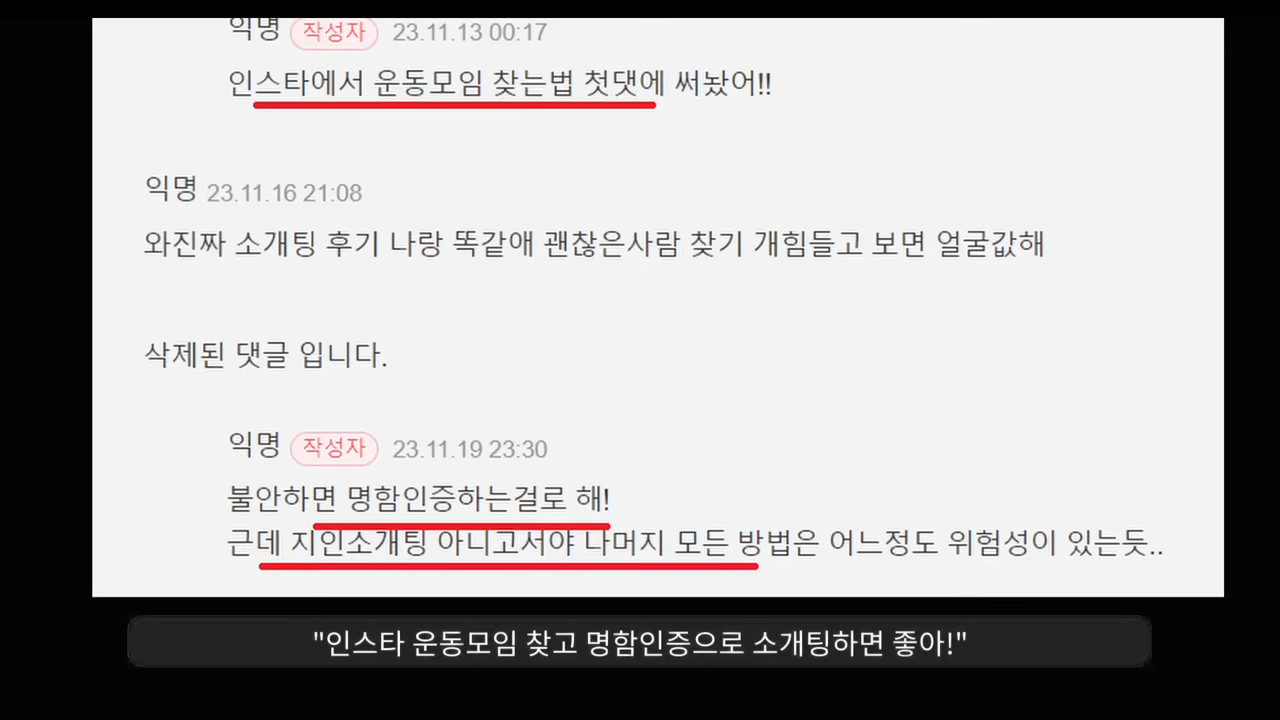 익명 작성자 23.11.13 00:17
인스타에서 운동모임 찾는법 첫댓에 써놨어!!
익명 23.11.16 21:08
와진짜 소개팅 후기 나랑 똑같애 괜찮은사람 찾기 개힘들고 보면 얼굴값해
삭제된 댓글 입니다.
익명 작성자 23.11.19 23:30
불안하면 명함인증하는걸로 해!
근데 지인소개팅 아니고서야 나머지 모든 방법은 어느정도 위험성이 있는듯..
"인스타 운동모임 찾고 명함인증으로 소개팅하면 좋아!"